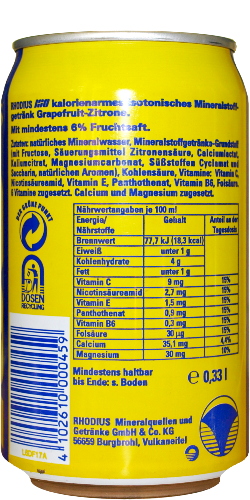 RHODIUS ISO kalorienarmes isotonisches Mineralstoff-
getränk Grapefruit-Zitrone.
Mit mindestens 6% Fruchtsaft.
Zutaten: natürliches Mineralwasser, Mineralstoffgetränke-Grundstoff
mit Fructose, Säuerungsmittel Zitronensäure, Calciumlactat,
Kaliumcitrat, Magnesiumcarbonat, Süßstoffen Cyclamat und
Saccharin, natürlichen Aromen), Kohlensäure, Vitamine: Vitamin C,
Nicotinsäureamid, Vitamin E, Panthothenat, Vitamin B6, Folsäure
& Vitamine zugesetzt. Calcium und Magnesium zugesetzt.
DER GRÜNE PUNKT
DOSEN
RECYCLING
Nährwertangaben je 100 ml
Energie/ Gehalt Anteil an der
Nährstoffe Tagesdosis
Brennwert 77,7 kJ (18,3 kcal)
Eiweiß unter 1 g
Kohlenhydrate 4 g
Fett unter 1 g
Vitamin C 9 mg 15%
Nicotinsäureamid 2,7 mg 15%
Vitamin E 1,5 mg 15%
Panthothenat 0,9 mg 15%
Vitamin B6 0,3 mg 15%
Folsäure 30 µg 15%
Calcium 35,1 mg 4,4%
Magnesium 30 mg 10%
4 102610 000459
Mindestens haltbar
bis Ende: s. Boden
e 0,33 l
RHODIUS Mineralquellen und
Getränke GmbH & Co. KG
56659 Burgbrohl, Vulkaneifel